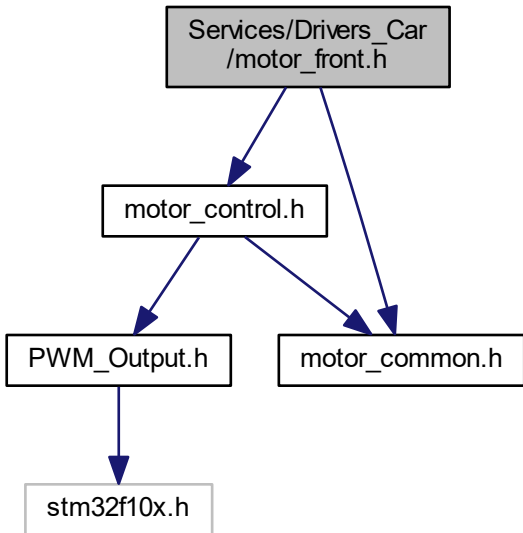 Services/Drivers_Car
/motor_front.h
motor_control.h
PWM_Output.h
motor_common.h
stm32f10x.h